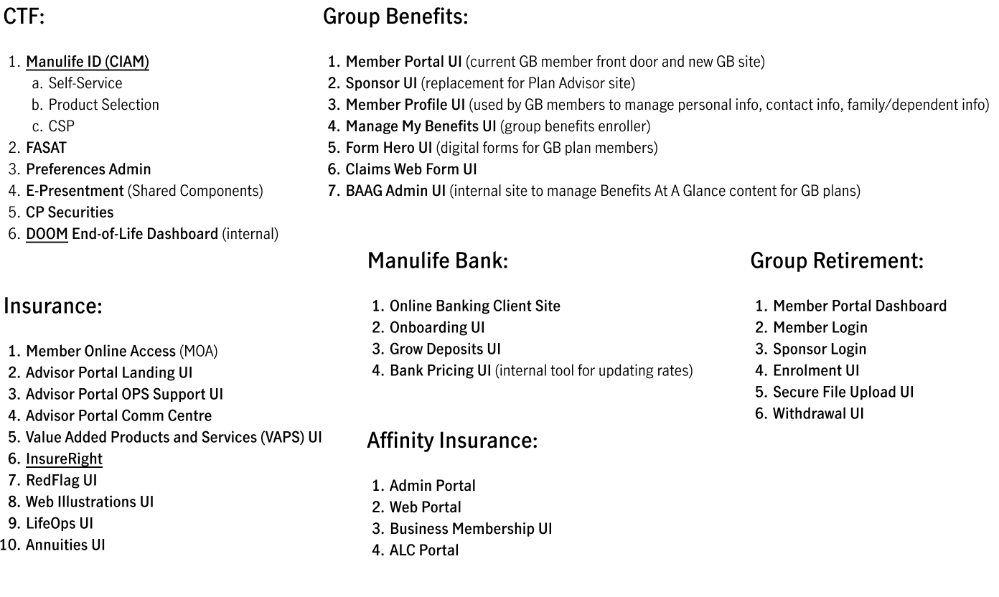 CTF:
1. Manulife ID (CIAM)
a. Self-Service
b. Product Selection
c. CSP
2. FASAT
3. Preferences Admin
4. E-Presentment (Shared Components)
5. CP Securities
6. DOOM End-of-Life Dashboard (internal)
Group Benefits:
1. Member Portal UI (current GB member front door and new GB site)
2. Sponsor UI (replacement for Plan Advisor site)
3. Member Profile UI (used by GB members to manage personal info, contact info, family/dependent info)
4. Manage My Benefits UI (group benefits enroller)
5. Form Hero UI (digital forms for GB plan members)
6. Claims Web Form UI
7. BAAG Admin UI (internal site to manage Benefits At A Glance content for GB plans)
Insurance:
1. Member Online Access (MOA)
2. Advisor Portal Landing UI
3. Advisor Portal OPS Support UI
4. Advisor Portal Comm Centre
5. Value Added Products and Services (VAPS) UI
6. InsureRight
7. RedFlag UI
8. Web Illustrations UI
9. LifeOps UI
10. Annuities UI
Manulife Bank:
1. Online Banking Client Site
2. Onboarding UI
3. Grow Deposits UI
4. Bank Pricing UI (internal tool for updating rates)
Affinity Insurance:
1. Admin Portal
2. Web Portal
3. Business Membership UI
4. ALC Portal
Group Retirement:
1. Member Portal Dashboard
2. Member Login
3. Sponsor Login
4. Enrolment UI
5. Secure File Upload UI
6. Withdrawal UI